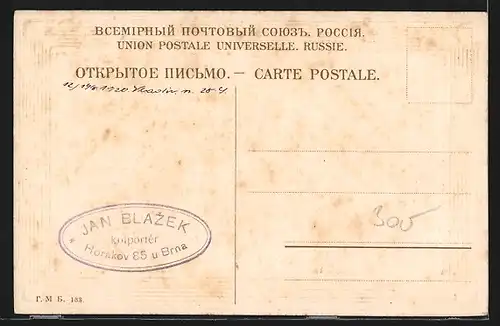 ВСЕМІРНЫЙ ПОЧТОВЫЙ СОЮЗЪ. РОССІЯ.
UNION POSTALE UNIVERSELLE. RUSSIE.
ОТКРЫТОЕ ПИСЬМО. — CARTE POSTALE.
1920
JAN BLAŽEK
kolportér
Horákov 85 u Brna
300
Г. М Б. 183.